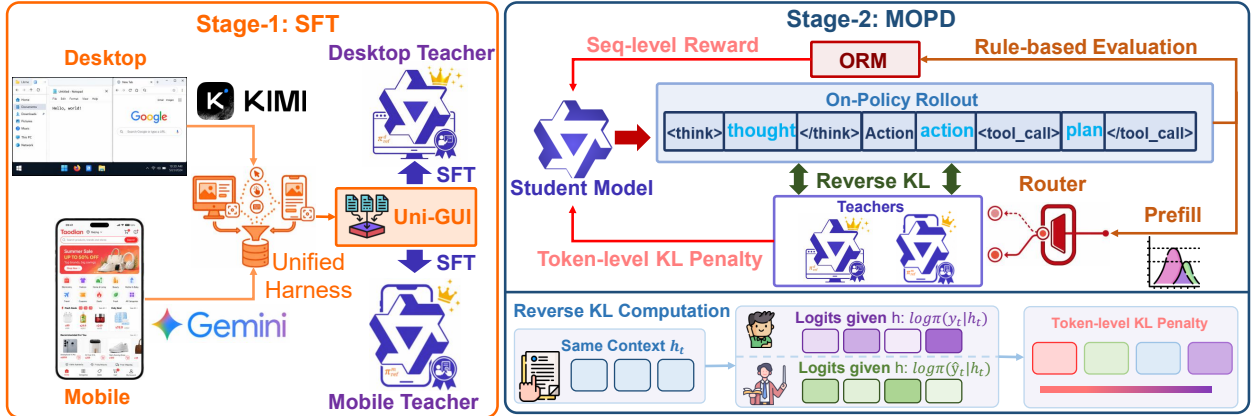 Stage-1: SFT
Desktop
Hello, world!
Google
KIMI
Desktop Teacher
SFT
Uni-GUI
SFT
Unified
Harness
Toodian
Summer Sale
UP TO 50% OFF
Gemini
Mobile
Mobile Teacher
Stage-2: MOPD
Seq-level Reward
ORM
Rule-based Evaluation
On-Policy Rollout
<think> thought </think> Action action <tool_call> plan </tool_call>
Student Model
Reverse KL
Router
Teachers
Prefill
Token-level KL Penalty
Reverse KL Computation
Same Context h_t
Logits given h: logπ(y_t|h_t)
Logits given h: logπ(ŷ_t|h_t)
Token-level KL Penalty